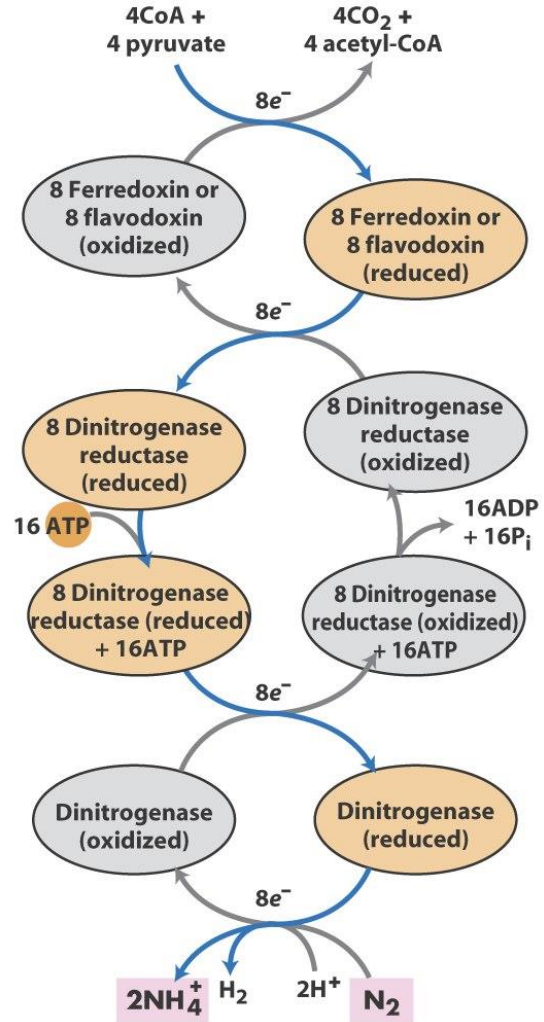 4CoA +
4 pyruvate
4CO₂ +
4 acetyl-CoA
8e⁻
8 Ferredoxin or
8 flavodoxin
(oxidized)
8 Ferredoxin or
8 flavodoxin
(reduced)
8e⁻
8 Dinitrogenase
reductase
(reduced)
8 Dinitrogenase
reductase
(oxidized)
16 ATP
16ADP
+ 16Pᵢ
8 Dinitrogenase
reductase (reduced)
+ 16ATP
8 Dinitrogenase
reductase (oxidized)
+ 16ATP
8e⁻
Dinitrogenase
(oxidized)
Dinitrogenase
(reduced)
8e⁻
2NH₄⁺
H₂
2H⁺
N₂